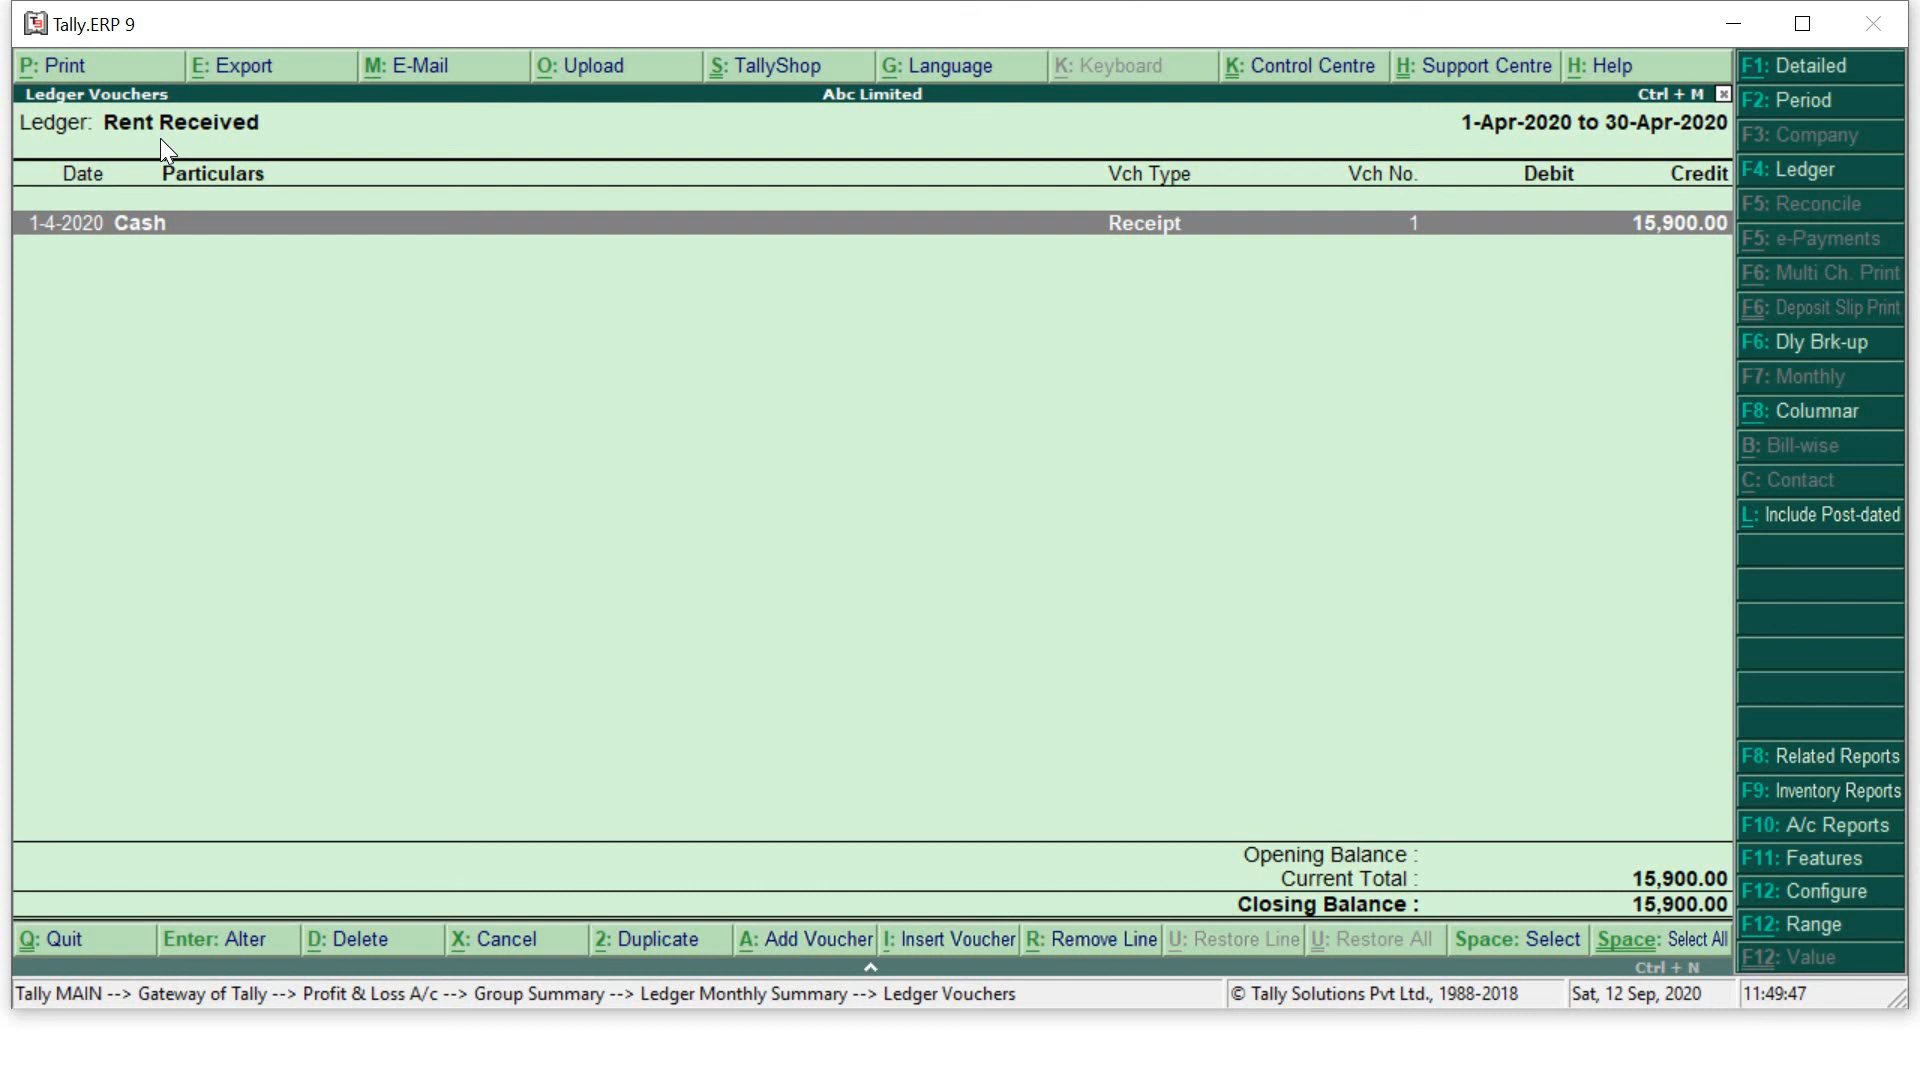 Tally.ERP 9
P: Print E: Export M: E-Mail O: Upload S: TallyShop G: Language K: Keyboard K: Control Centre H: Support Centre H: Help
Ledger Vouchers Abc Limited Ctrl + M
Ledger: Rent Received 1-Apr-2020 to 30-Apr-2020
Date Particulars Vch Type Vch No. Debit Credit
1-4-2020 Cash Receipt 1 15,900.00
Opening Balance :
Current Total : 15,900.00
Closing Balance : 15,900.00
Q: Quit Enter: Alter D: Delete X: Cancel 2: Duplicate A: Add Voucher I: Insert Voucher R: Remove Line U: Restore Line U: Restore All Space: Select Space: Select All
Ctrl + N
F1: Detailed
F2: Period
F3: Company
F4: Ledger
F5: Reconcile
F5: e-Payments
F6: Multi Ch. Print
F6: Deposit Slip Print
F6: Dly Brk-up
F7: Monthly
F8: Columnar
B: Bill-wise
C: Contact
L: Include Post-dated
F8: Related Reports
F9: Inventory Reports
F10: A/c Reports
F11: Features
F12: Configure
F12: Range
F12: Value
Tally MAIN --> Gateway of Tally --> Profit & Loss A/c --> Group Summary --> Ledger Monthly Summary --> Ledger Vouchers © Tally Solutions Pvt Ltd., 1988-2018 Sat, 12 Sep, 2020 11:49:47